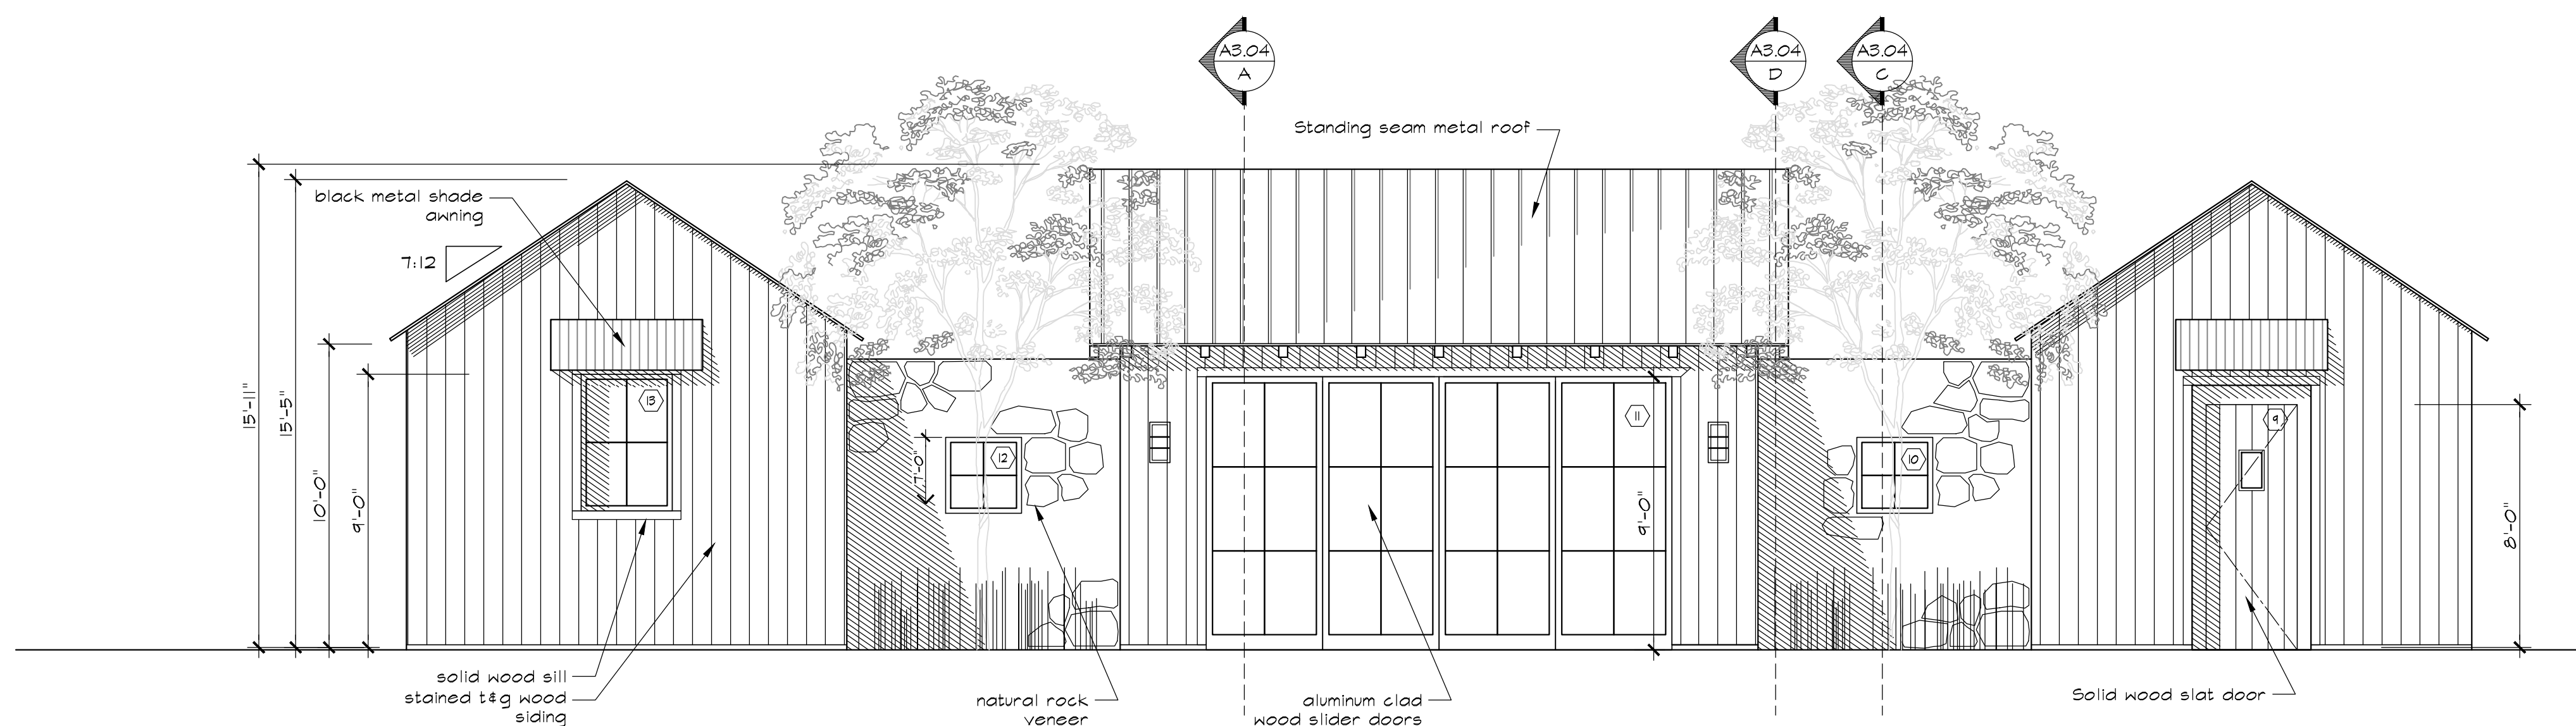 A3.04
A
A3.04
D
A3.04
C
Standing seam metal roof
black metal shade
awning
7:12
15'-11"
15'-5"
10'-0"
9'-0"
13
7'-0"
12
11
9'-0"
10
9
8'-0"
solid wood sill
stained t&g wood
siding
natural rock
veneer
aluminum clad
wood slider doors
Solid wood slat door